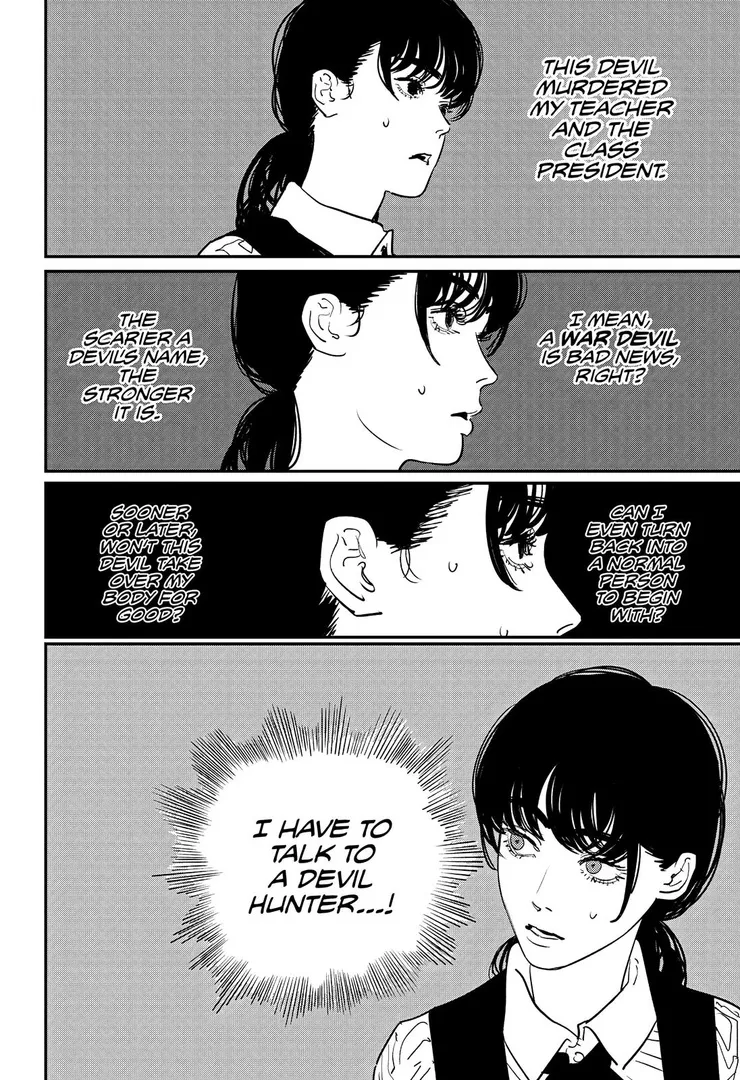 THIS DEVIL
MURDERED
MY TEACHER
AND THE
CLASS
PRESIDENT.
I MEAN,
A WAR DEVIL
IS BAD NEWS,
RIGHT?
THE
SCARIER A
DEVIL'S NAME,
THE
STRONGER
IT IS.
CAN I
EVEN TURN
BACK INTO
A NORMAL
PERSON
TO BEGIN
WITH?
SOONER
OR LATER,
WON'T THIS
DEVIL TAKE
OVER MY
BODY FOR
GOOD?
I HAVE TO
TALK TO
A DEVIL
HUNTER...!